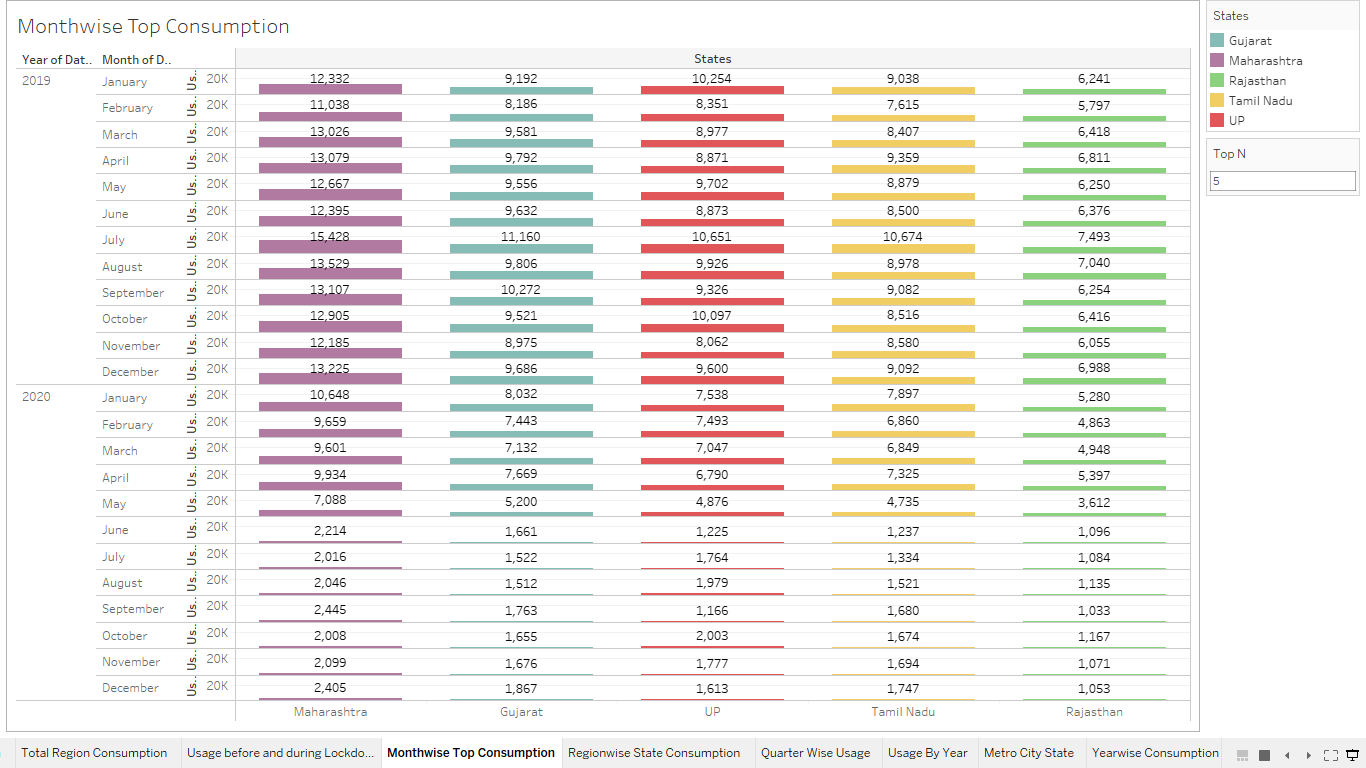 Monthwise Top Consumption
Year of Dat.. Month of D.. States
2019 January Us.. 20K 12,332 9,192 10,254 9,038 6,241
February Us.. 20K 11,038 8,186 8,351 7,615 5,797
March Us.. 20K 13,026 9,581 8,977 8,407 6,418
April Us.. 20K 13,079 9,792 8,871 9,359 6,811
May Us.. 20K 12,667 9,556 9,702 8,879 6,250
June Us.. 20K 12,395 9,632 8,873 8,500 6,376
July Us.. 20K 15,428 11,160 10,651 10,674 7,493
August Us.. 20K 13,529 9,806 9,926 8,978 7,040
September Us.. 20K 13,107 10,272 9,326 9,082 6,254
October Us.. 20K 12,905 9,521 10,097 8,516 6,416
November Us.. 20K 12,185 8,975 8,062 8,580 6,055
December Us.. 20K 13,225 9,686 9,600 9,092 6,988
2020 January Us.. 20K 10,648 8,032 7,538 7,897 5,280
February Us.. 20K 9,659 7,443 7,493 6,860 4,863
March Us.. 20K 9,601 7,132 7,047 6,849 4,948
April Us.. 20K 9,934 7,669 6,790 7,325 5,397
May Us.. 20K 7,088 5,200 4,876 4,735 3,612
June Us.. 20K 2,214 1,661 1,225 1,237 1,096
July Us.. 20K 2,016 1,522 1,764 1,334 1,084
August Us.. 20K 2,046 1,512 1,979 1,521 1,135
September Us.. 20K 2,445 1,763 1,166 1,680 1,033
October Us.. 20K 2,008 1,655 2,003 1,674 1,167
November Us.. 20K 2,099 1,676 1,777 1,694 1,071
December Us.. 20K 2,405 1,867 1,613 1,747 1,053
Maharashtra Gujarat UP Tamil Nadu Rajasthan
States
Gujarat
Maharashtra
Rajasthan
Tamil Nadu
UP
Top N
5
Total Region Consumption Usage before and during Lockdo... Monthwise Top Consumption Regionwise State Consumption Quarter Wise Usage Usage By Year Metro City State Yearwise Consumption